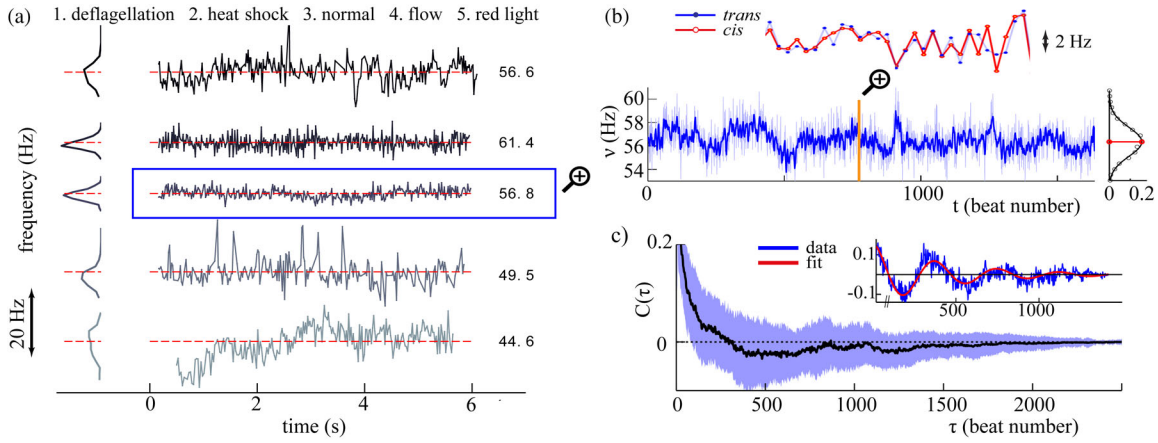 (a)
1. deflagellation 2. heat shock 3. normal 4. flow 5. red light
56. 6
61. 4
56. 8
49. 5
44. 6
frequency (Hz)
20 Hz
0 2 4 6
time (s)
(b)
trans
cis
2 Hz
ν (Hz)
60
58
56
54
0 1000
t (beat number)
0 0.2
c)
data
fit
0.2
0
C(τ)
0.1
-0.1
500 1000
0 500 1000 1500 2000
τ (beat number)